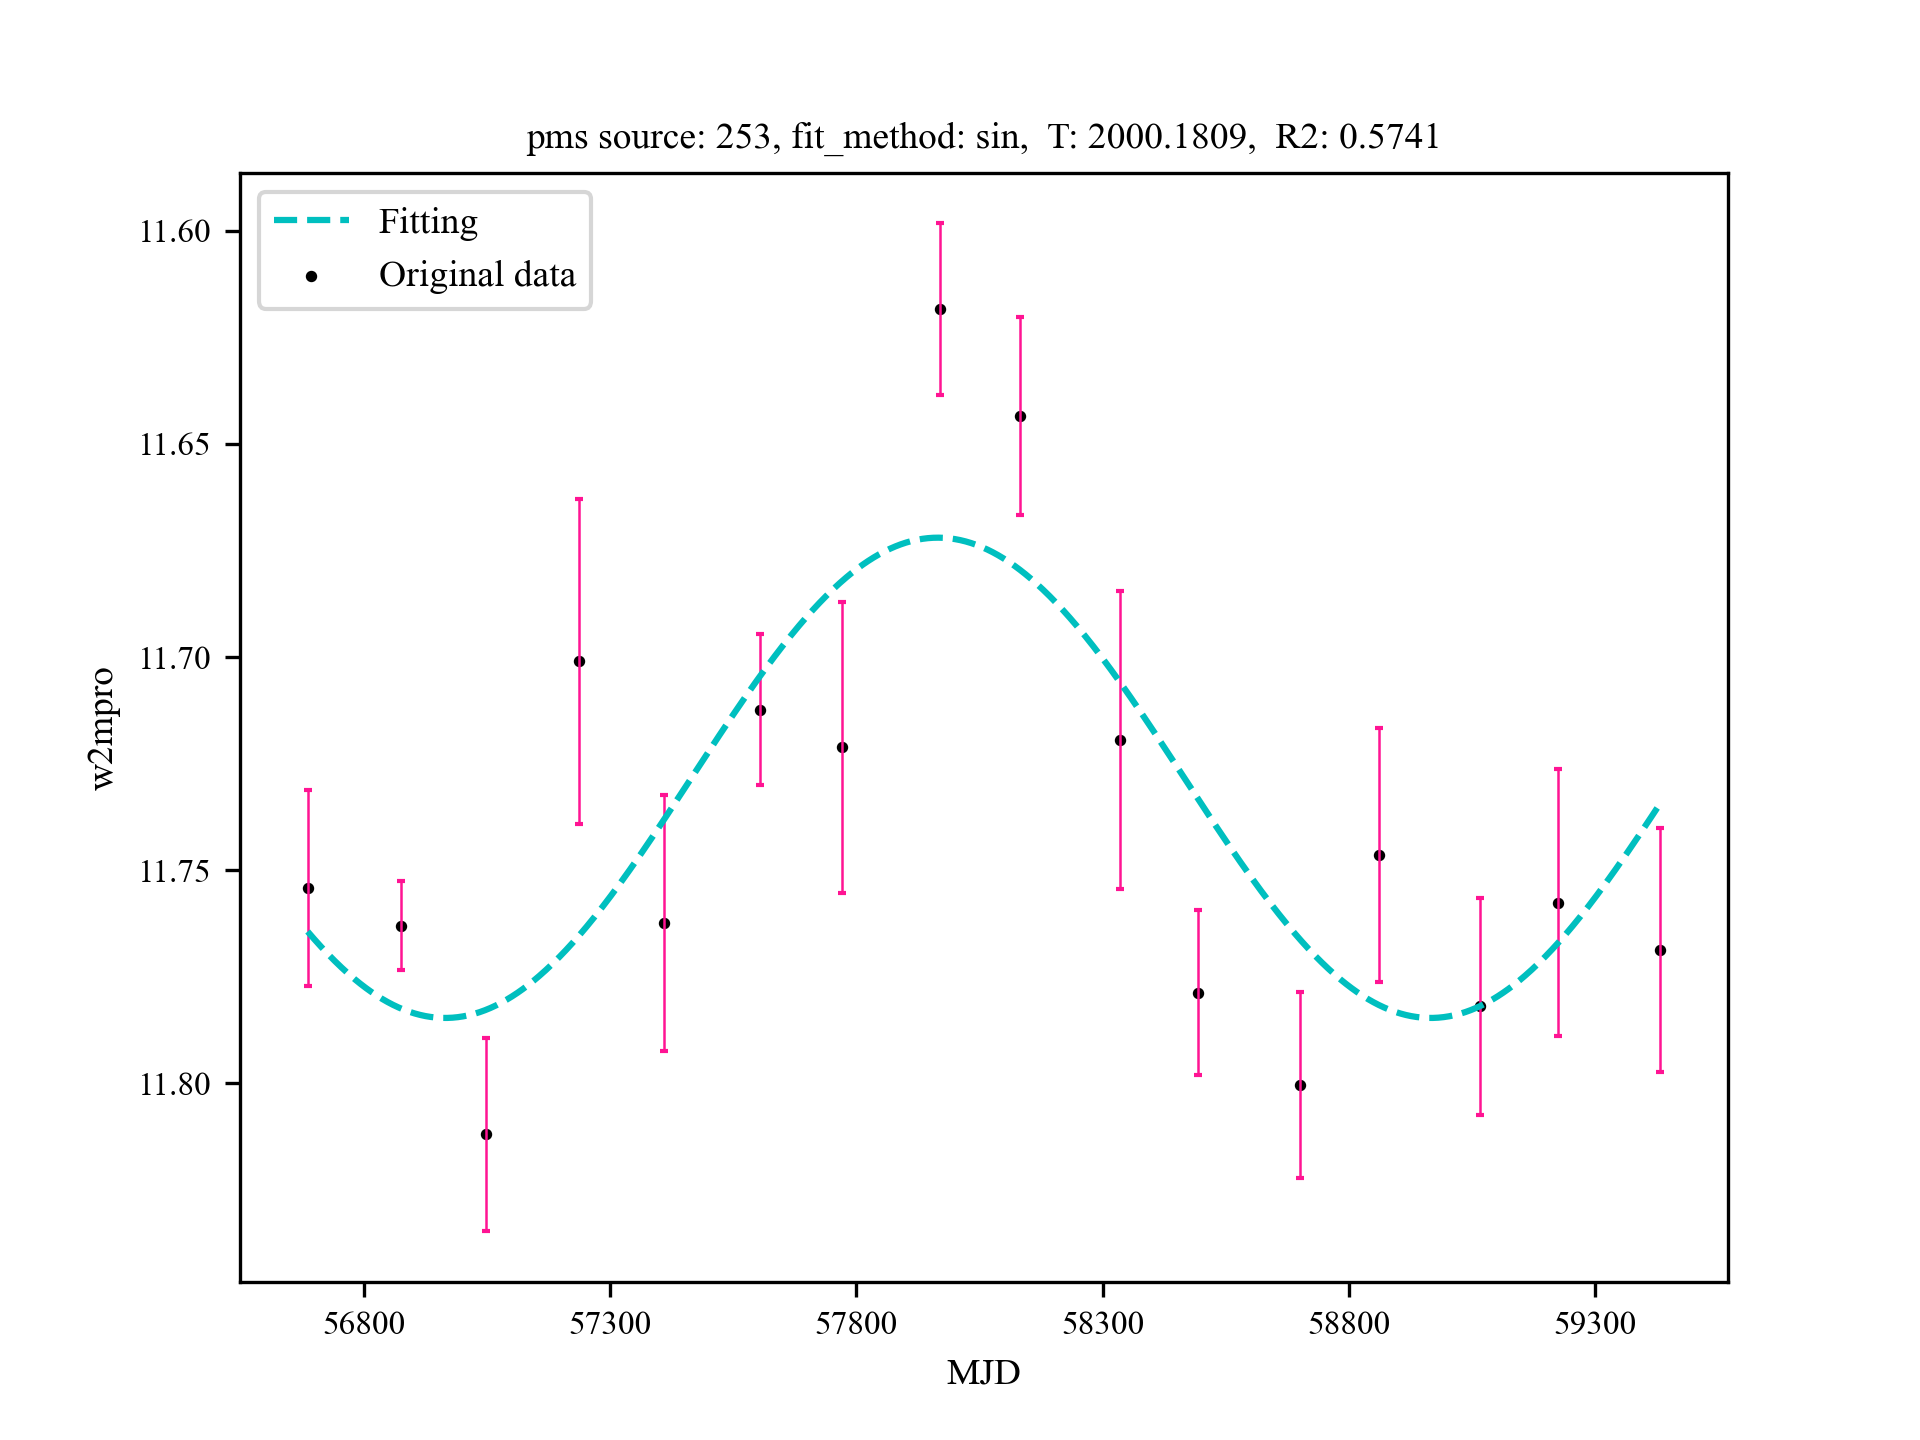 pms source: 253, fit_method: sin,  T: 2000.1809,  R2: 0.5741
Fitting
Original data
11.60
11.65
11.70
11.75
11.80
w2mpro
56800 57300 57800 58300 58800 59300
MJD